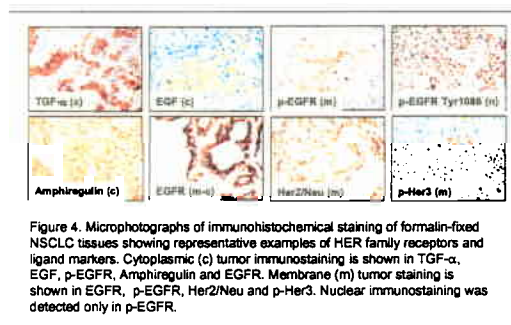 TGF-α (c)
EGF (c)
p-EGFR (m)
p-EGFR Tyr1086 (n)
Amphiregulin (c)
EGFR (m-c)
Her2/Neu (m)
p-Her3 (m)
Figure 4. Microphotographs of immunohistochemical staining of formalin-fixed
NSCLC tissues showing representative examples of HER family receptors and
ligand markers. Cytoplasmic (c) tumor immunostaining is shown in TGF-α,
EGF, p-EGFR, Amphiregulin and EGFR. Membrane (m) tumor staining is
shown in EGFR, p-EGFR, Her2/Neu and p-Her3. Nuclear immunostaining was
detected only in p-EGFR.